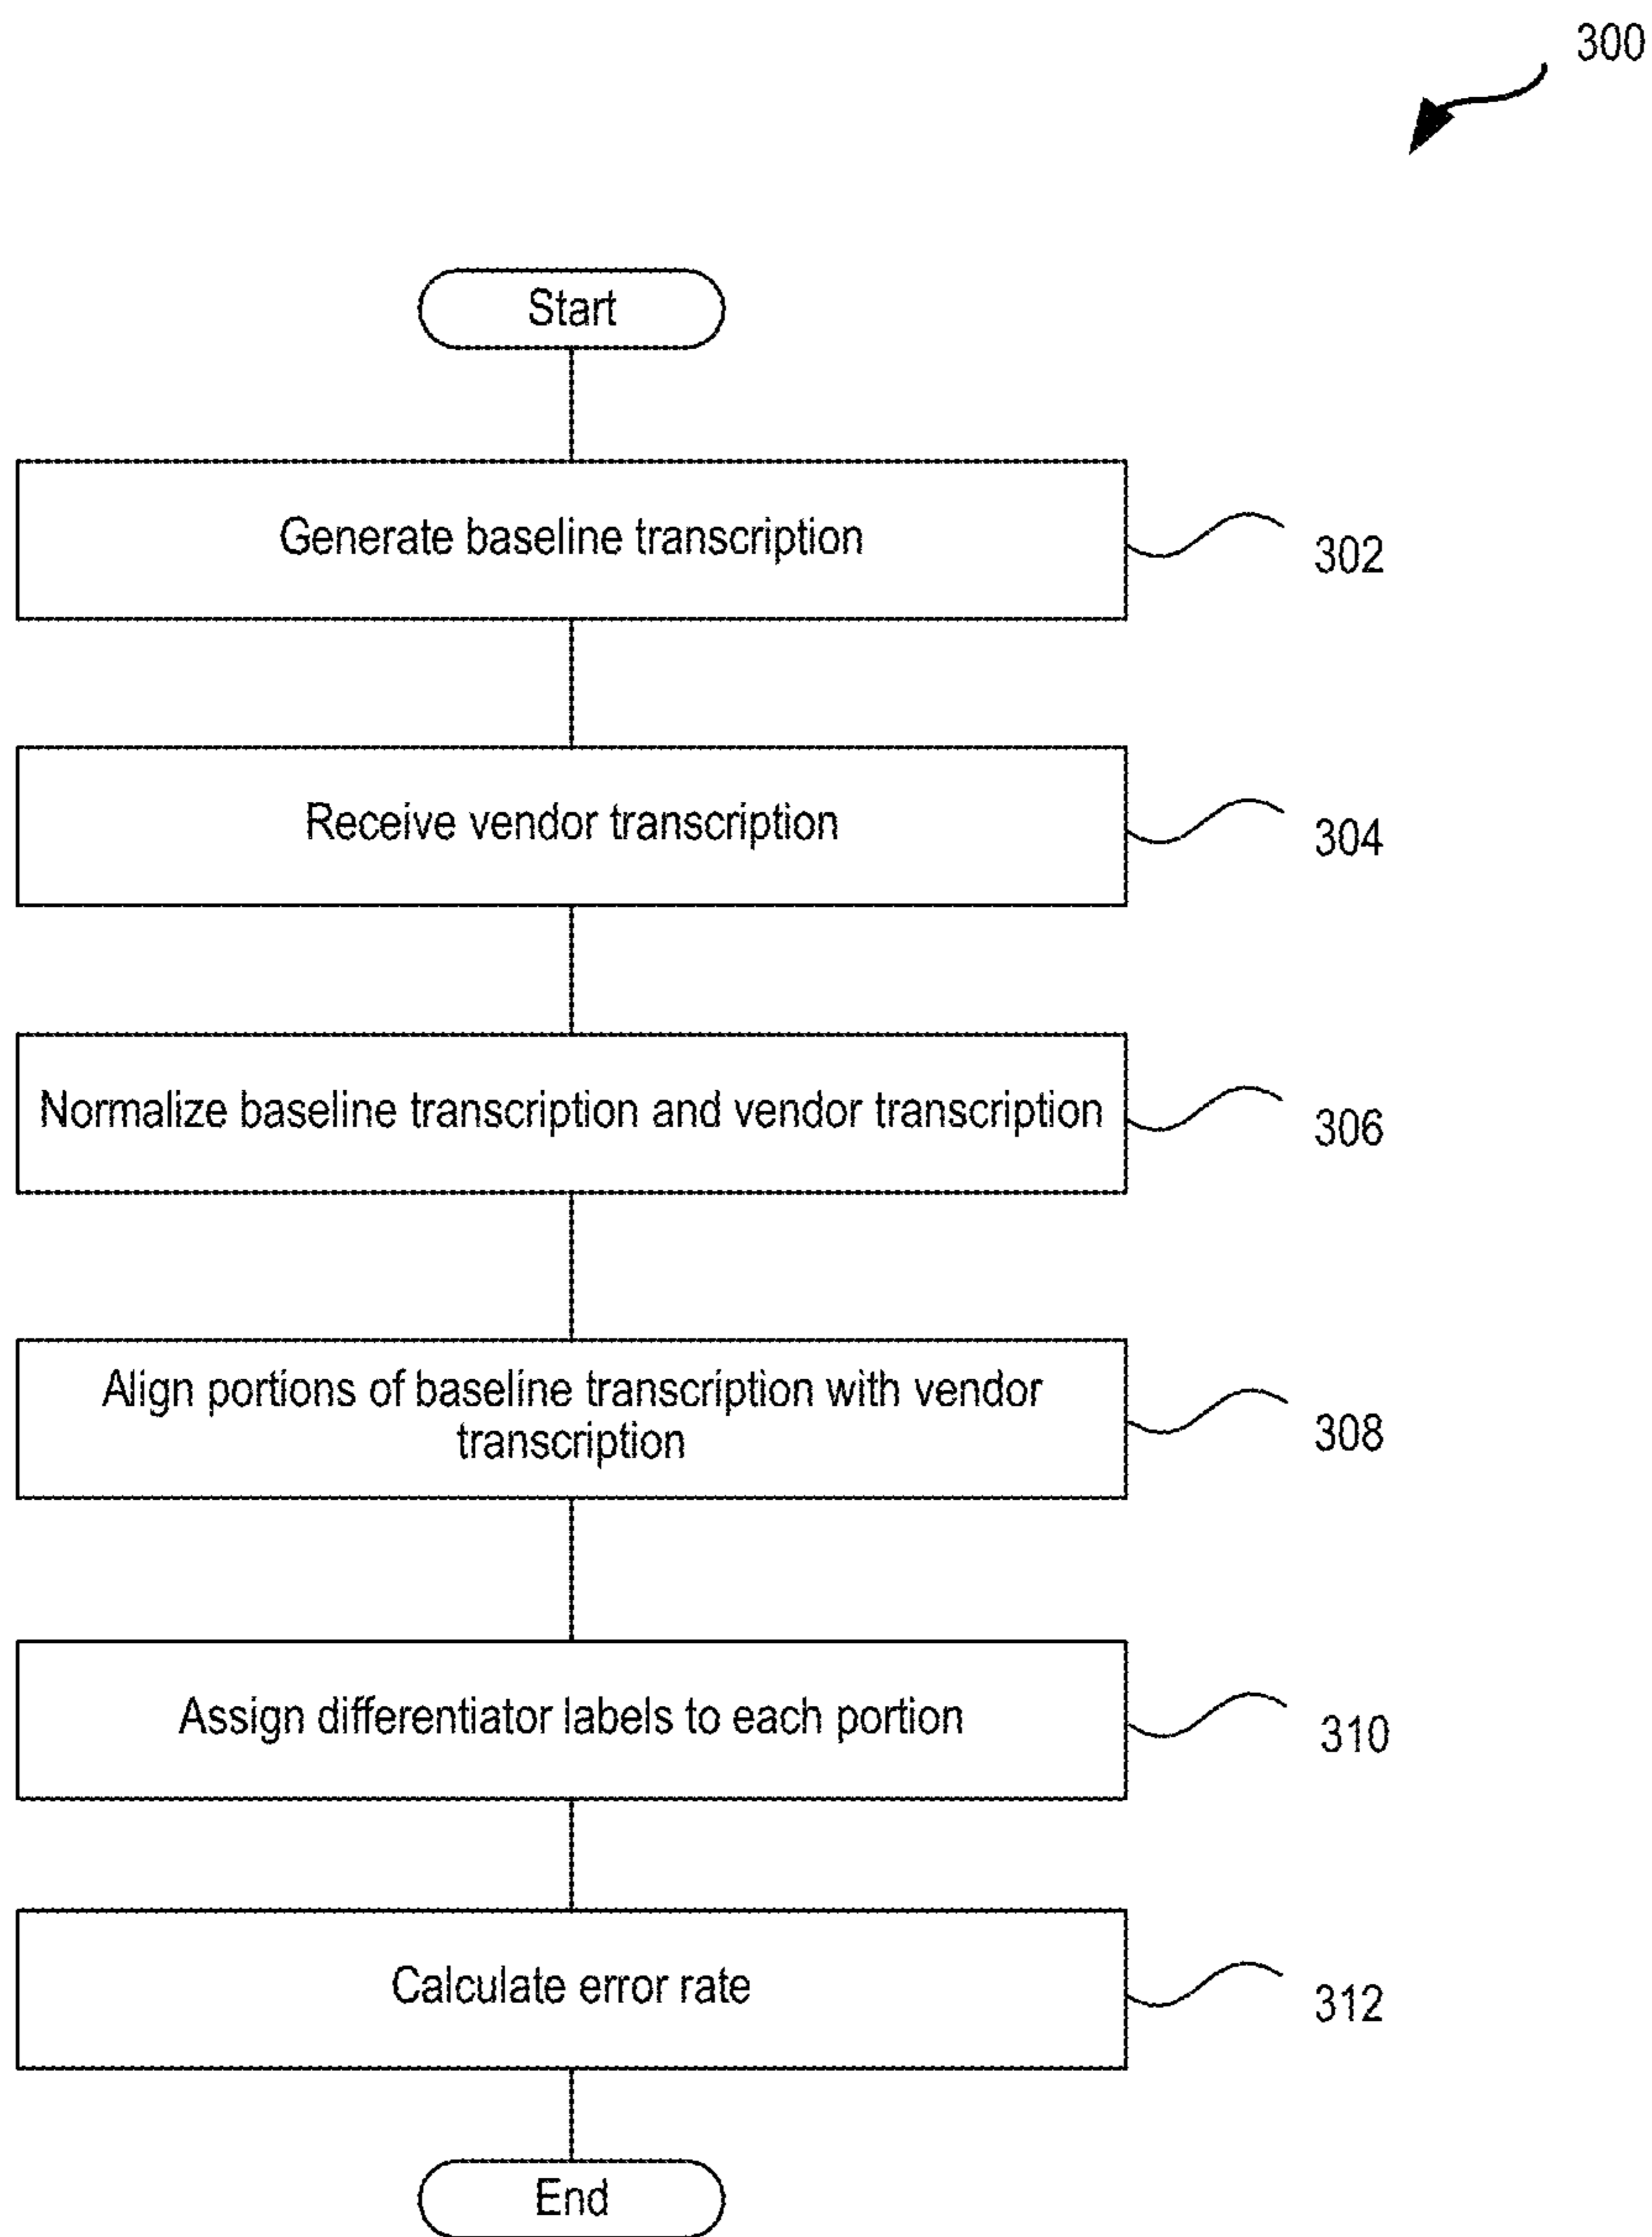 300
Start
Generate baseline transcription
302
Receive vendor transcription
304
Normalize baseline transcription and vendor transcription
306
Align portions of baseline transcription with vendor
transcription
308
Assign differentiator labels to each portion
310
Calculate error rate
312
End